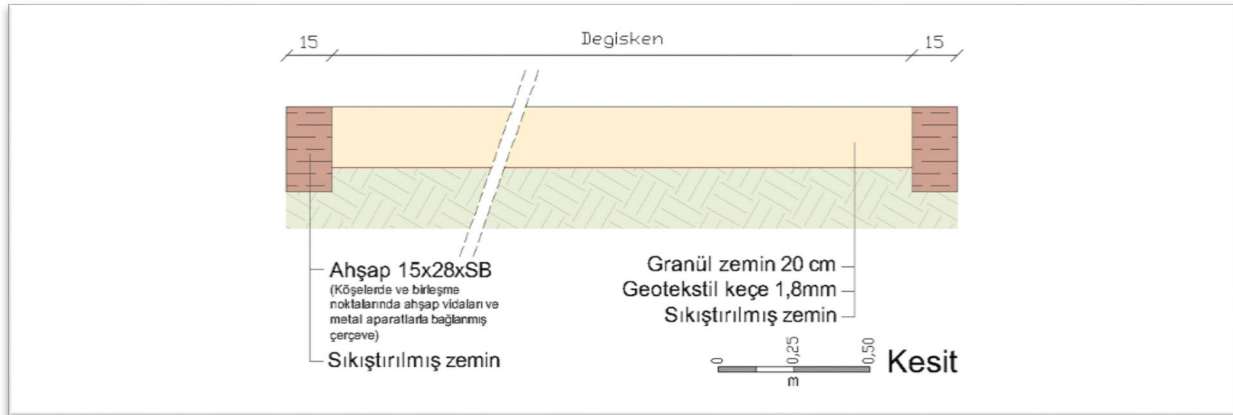 15 Degisken 15
Ahşap 15x28xSB
(Köşelerde ve birleşme
noktalarında ahşap vidaları ve
metal aparatlarla bağlanmış
çerçeve)
Sıkıştırılmış zemin
Granül zemin 20 cm
Geotekstil keçe 1,8mm
Sıkıştırılmış zemin
0 0,25 0,50
m
Kesit